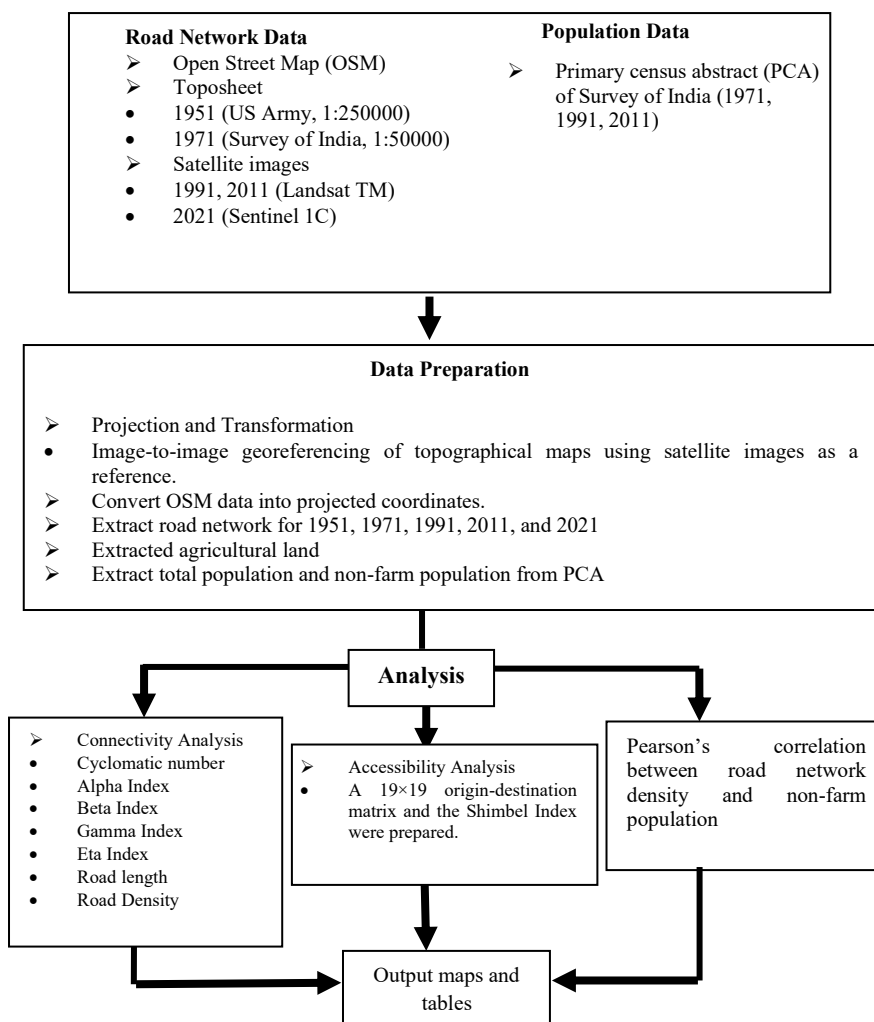 Road Network Data
➢ Open Street Map (OSM)
➢ Toposheet
• 1951 (US Army, 1:250000)
• 1971 (Survey of India, 1:50000)
➢ Satellite images
• 1991, 2011 (Landsat TM)
• 2021 (Sentinel 1C)
Population Data
➢ Primary census abstract (PCA)
of Survey of India (1971,
1991, 2011)
Data Preparation
➢ Projection and Transformation
• Image-to-image georeferencing of topographical maps using satellite images as a
reference.
➢ Convert OSM data into projected coordinates.
➢ Extract road network for 1951, 1971, 1991, 2011, and 2021
➢ Extracted agricultural land
➢ Extract total population and non-farm population from PCA
Analysis
➢ Connectivity Analysis
• Cyclomatic number
• Alpha Index
• Beta Index
• Gamma Index
• Eta Index
• Road length
• Road Density
➢ Accessibility Analysis
• A 19×19 origin-destination
matrix and the Shimbel Index
were prepared.
Pearson's correlation
between road network
density and non-farm
population
Output maps and
tables